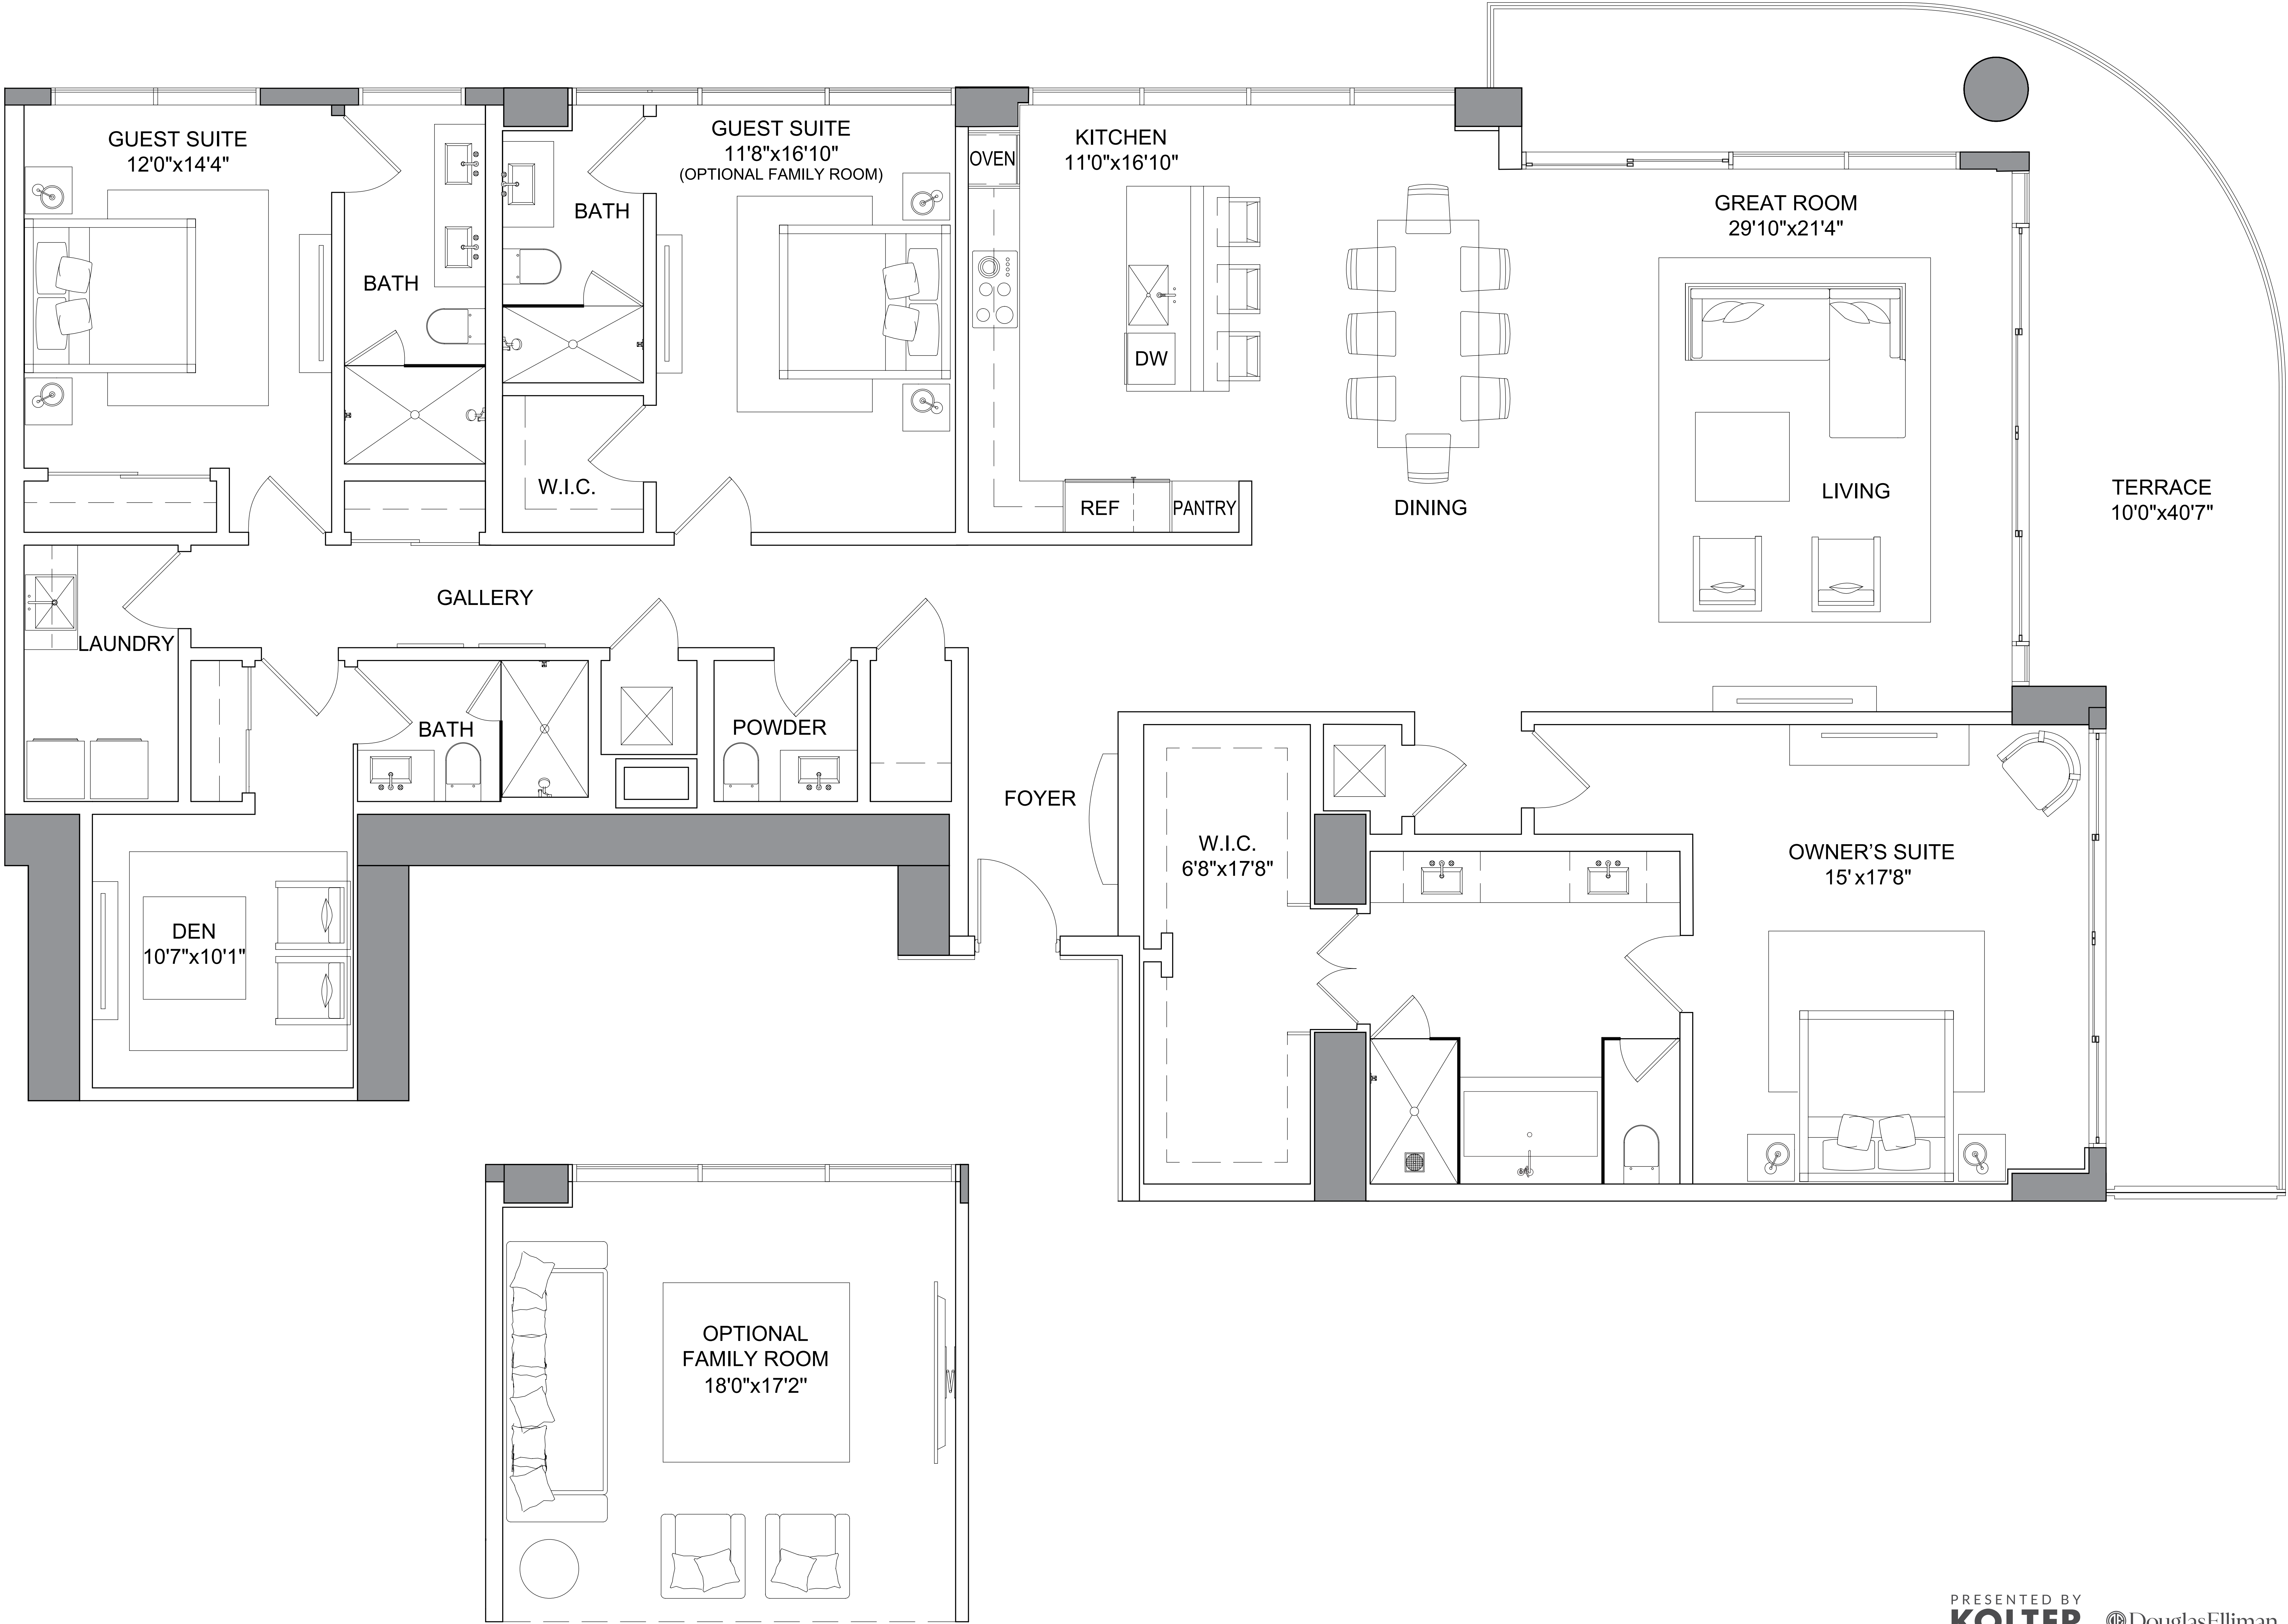 GUEST SUITE
12'0"x14'4"
BATH
BATH
GUEST SUITE
11'8"x16'10"
(OPTIONAL FAMILY ROOM)
OVEN
KITCHEN
11'0"x16'10"
DW
GREAT ROOM
29'10"x21'4"
W.I.C.
REF
PANTRY
DINING
LIVING
TERRACE
10'0"x40'7"
GALLERY
LAUNDRY
BATH
POWDER
FOYER
W.I.C.
6'8"x17'8"
OWNER'S SUITE
15' x17'8"
DEN
10'7"x10'1"
OPTIONAL
FAMILY ROOM
18'0"x17'2"
PRESENTED BY
KOLTER
DouglasElliman